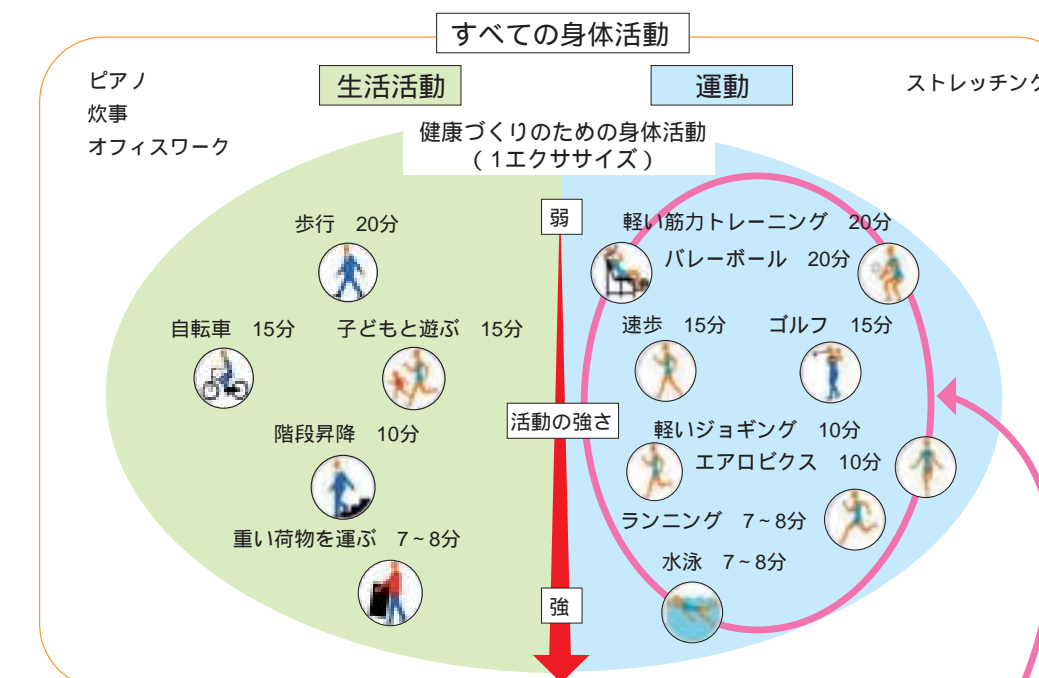 すべての身体活動
ピアノ
炊事
オフィスワーク
生活活動
運動
ストレッチング
健康づくりのための身体活動
(1エクササイズ)
弱
歩行 20分
軽い筋力トレーニング 20分
バレーボール 20分
自転車 15分
子どもと遊ぶ 15分
速歩 15分
ゴルフ 15分
活動の強さ
階段昇降 10分
軽いジョギング 10分
エアロビクス 10分
ランニング 7~8分
重い荷物を運ぶ 7~8分
水泳 7~8分
強